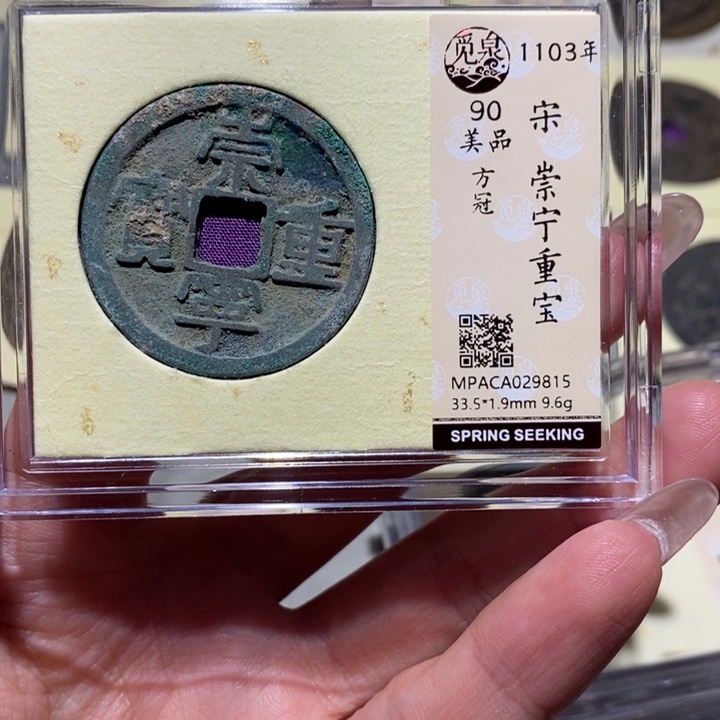 崇
寧
重
寶
觅泉
1103年
90
美品
方冠
宋 崇宁重宝
MPACA029815
33.5*1.9mm 9.6g
SPRING SEEKING